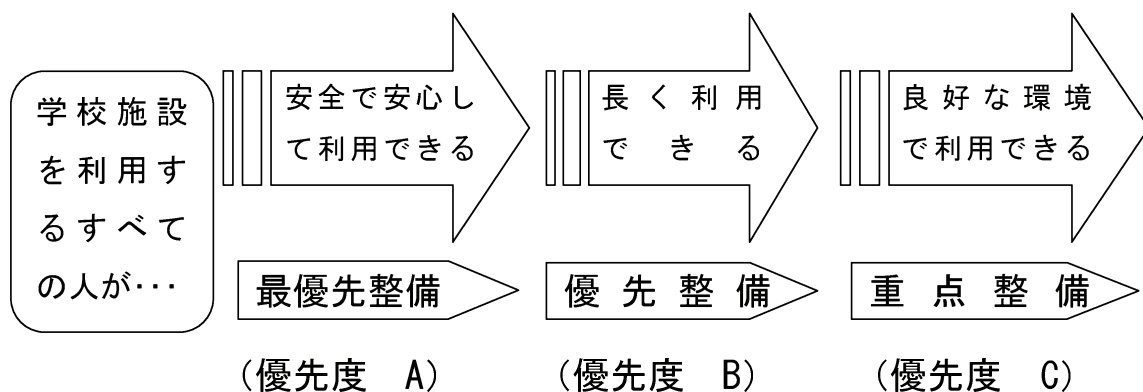 学校施設
を利用す
るすべて
の人が･･･
安全で安心し
て利用できる
長く利用
できる
良好な環境
で利用できる
最優先整備
優先整備
重点整備
(優先度　A)
(優先度　B)
(優先度　C)